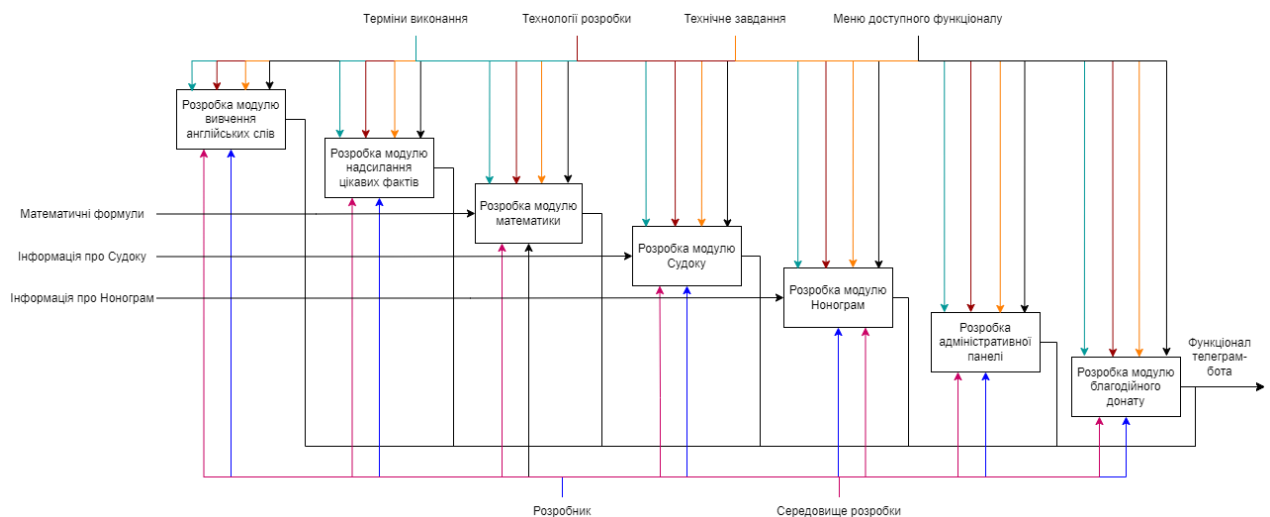 Терміни виконання
Технології розробки
Технічне завдання
Меню доступного функціоналу
Розробка модулю
вивчення
англійських слів
Розробка модулю
надсилання
цікавих фактів
Математичні формули
Розробка модулю
математики
Інформація про Судоку
Розробка модулю
Судоку
Інформація про Нонограм
Розробка модулю
Нонограм
Розробка
адміністративної
панелі
Розробка модулю
благодійного
донату
Функціонал
телеграм-
бота
Розробник
Середовище розробки